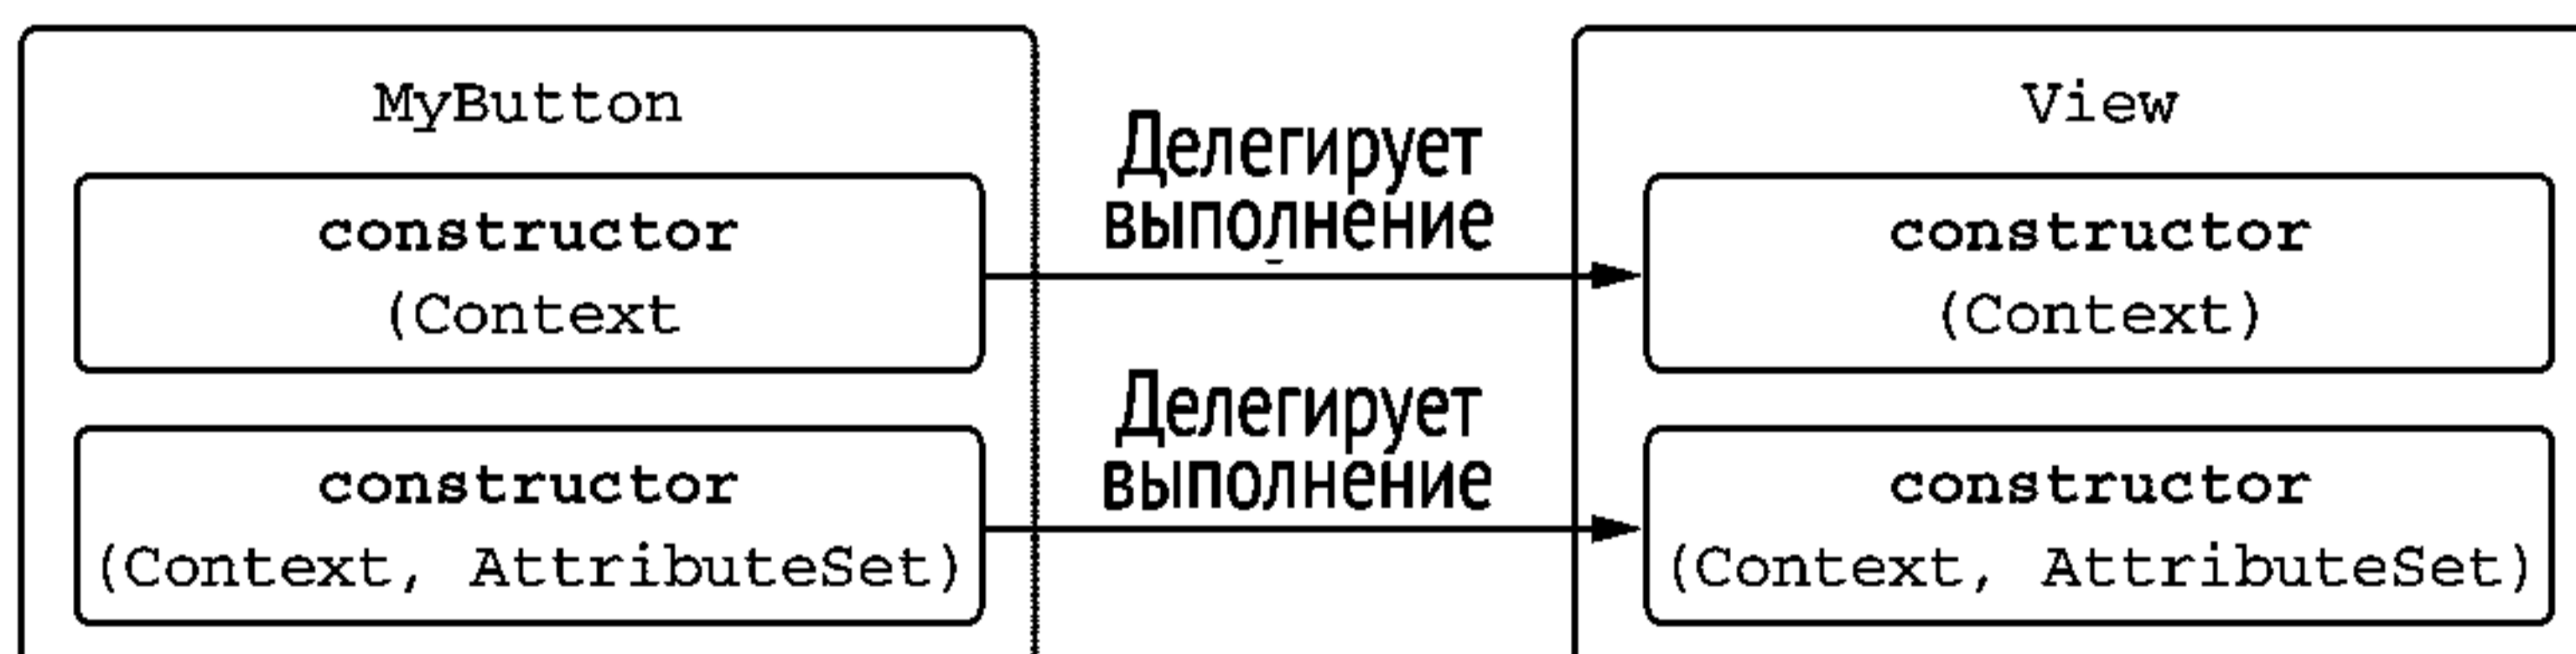 MyButton
constructor
(Context
constructor
(Context, AttributeSet)
Делегирует
выполнение
Делегирует
выполнение
View
constructor
(Context)
constructor
(Context, AttributeSet)